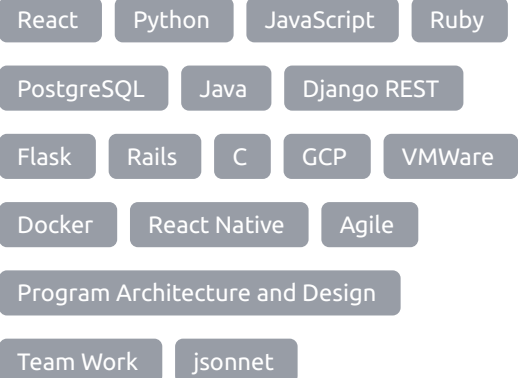 React Python JavaScript Ruby
PostgreSQL Java Django REST
Flask Rails C GCP VMWare
Docker React Native Agile
Program Architecture and Design
Team Work jsonnet